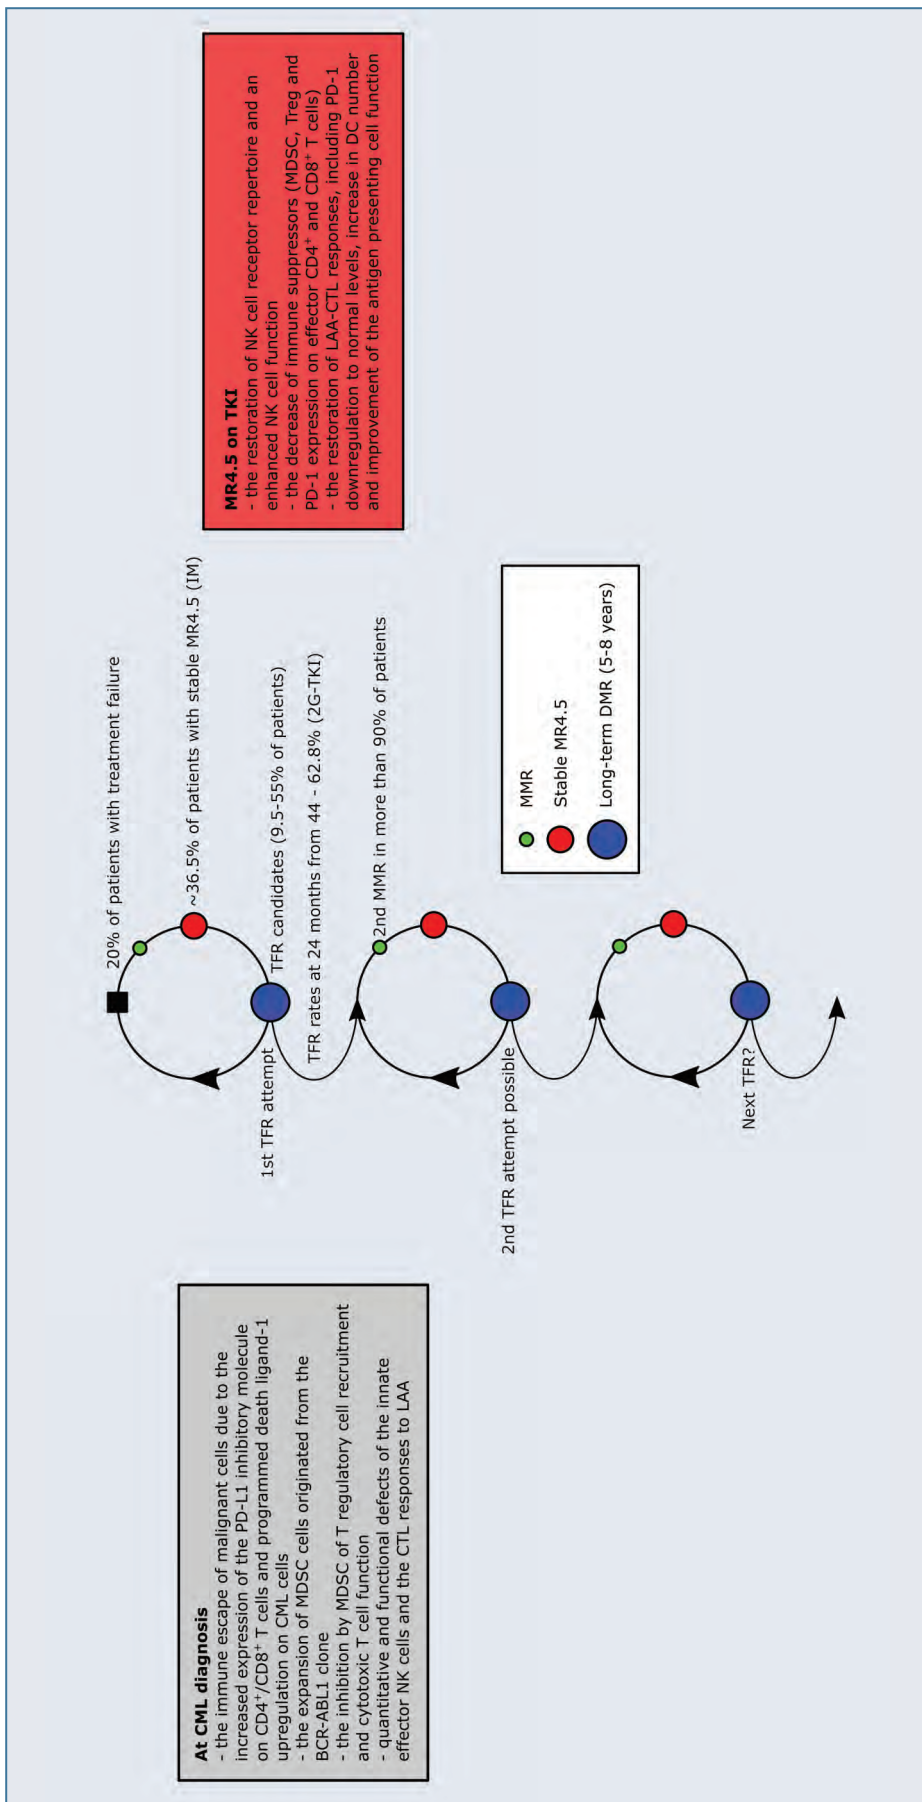 At CML diagnosis
- the immune escape of malignant cells due to the
increased expression of the PD-L1 inhibitory molecule
on CD4⁺/CD8⁺ T cells and programmed death ligand-1
upregulation on CML cells
- the expansion of MDSC cells originated from the
BCR-ABL1 clone
- the inhibition by MDSC of T regulatory cell recruitment
and cytotoxic T cell function
- quantitative and functional defects of the innate
effector NK cells and the CTL responses to LAA
20% of patients with treatment failure
~36.5% of patients with stable MR4.5 (IM)
1st TFR attempt
TFR candidates (9.5-55% of patients)
TFR rates at 24 months from 44 - 62.8% (2G-TKI)
2nd MMR in more than 90% of patients
2nd TFR attempt possible
Next TFR?
MMR
Stable MR4.5
Long-term DMR (5-8 years)
MR4.5 on TKI
- the restoration of NK cell receptor repertoire and an
enhanced NK cell function
- the decrease of immune suppressors (MDSC, Treg and
PD-1 expression on effector CD4⁺ and CD8⁺ T cells)
- the restoration of LAA-CTL responses, including PD-1
downregulation to normal levels, increase in DC number
and improvement of the antigen presenting cell function